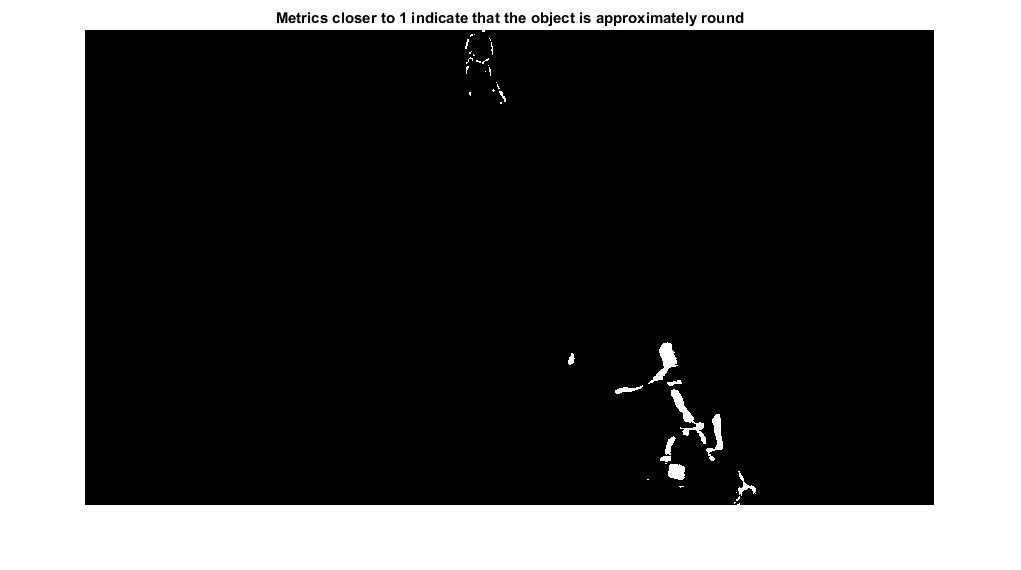 Metrics closer to 1 indicate that the object is approximately round